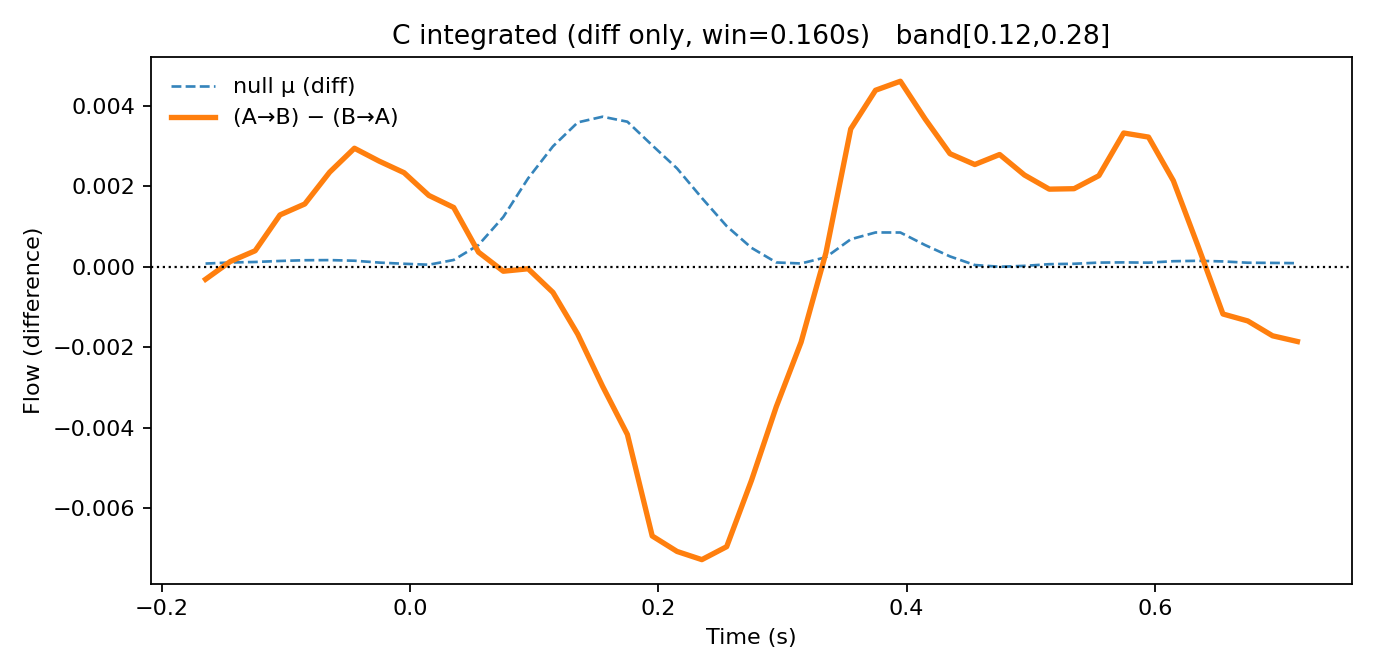 C integrated (diff only, win=0.160s)   band[0.12,0.28]
null μ (diff)
(A→B) − (B→A)
0.004
0.002
0.000
−0.002
−0.004
−0.006
Flow (difference)
−0.2
0.0
0.2
0.4
0.6
Time (s)